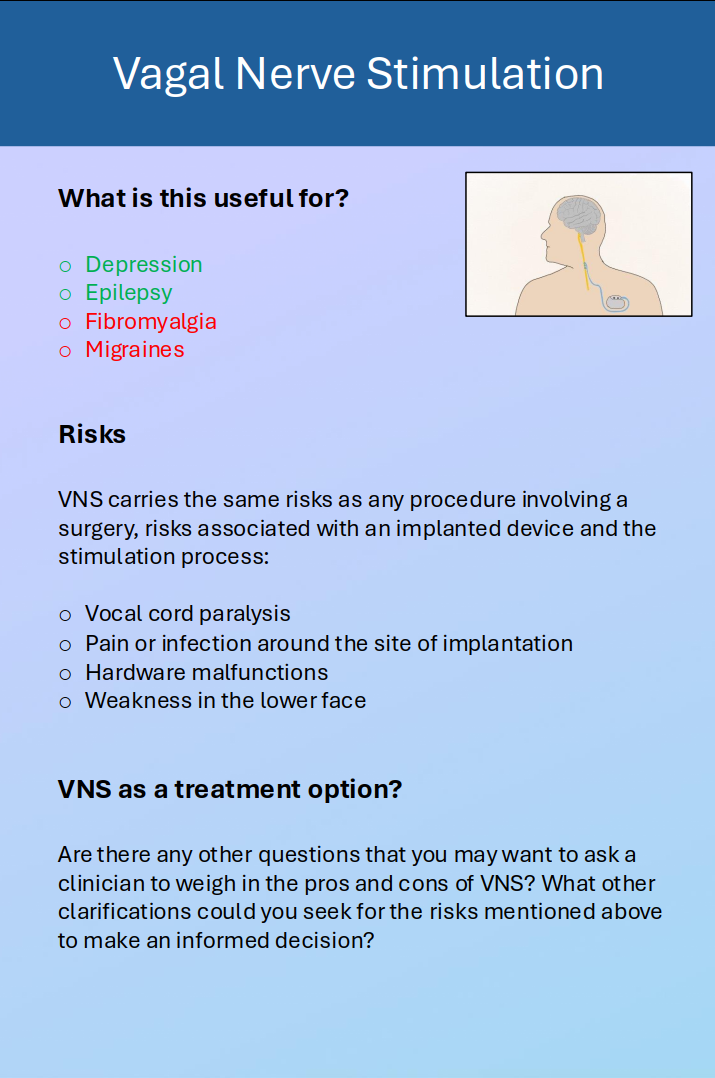 Vagal Nerve Stimulation
What is this useful for?
o Depression
o Epilepsy
o Fibromyalgia
o Migraines
Risks
VNS carries the same risks as any procedure involving a
surgery, risks associated with an implanted device and the
stimulation process:
o Vocal cord paralysis
o Pain or infection around the site of implantation
o Hardware malfunctions
o Weakness in the lower face
VNS as a treatment option?
Are there any other questions that you may want to ask a
clinician to weigh in the pros and cons of VNS? What other
clarifications could you seek for the risks mentioned above
to make an informed decision?